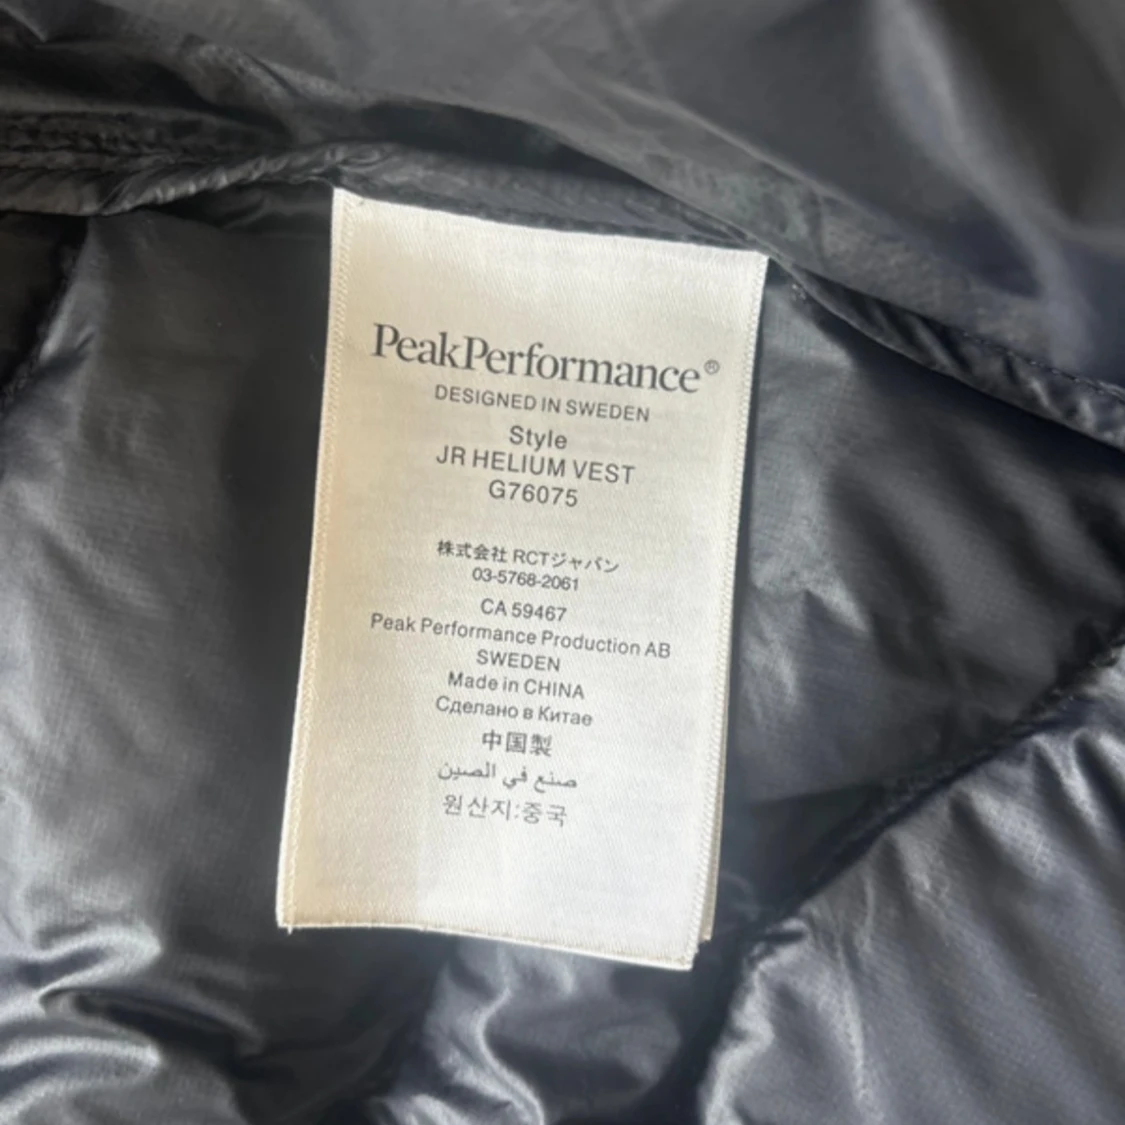 PeakPerformance®
DESIGNED IN SWEDEN
Style
JR HELIUM VEST
G76075
株式会社 RCTジャパン
03-5768-2061
CA 59467
Peak Performance Production AB
SWEDEN
Made in CHINA
Сделано в Китае
中国製
صنع في الصين
원산지:중국